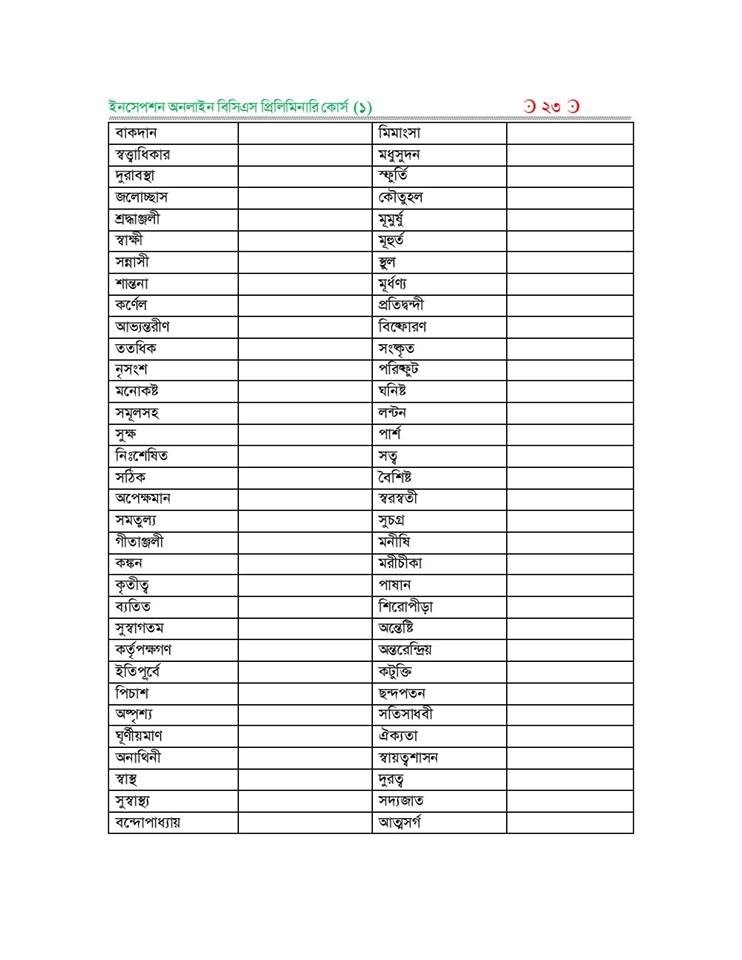 ইনসেপশন অনলাইন বিসিএস প্রিলিমিনারি কোর্স (১) ২৩
বাকদান মিমাংসা
স্বত্ত্বাধিকার মধুসুদন
দুরাবস্থা স্ফুর্তি
জলোচ্ছাস কৌতুহল
শ্রদ্ধাঞ্জলী মূমুর্ষু
স্বাক্ষী মূহুর্ত
সন্নাসী স্থুল
শান্তনা মূর্ধণ্য
কর্ণেল প্রতিদ্বন্দী
আভ্যন্তরীণ বিষ্ফোরণ
ততধিক সংষ্কৃত
নৃসংশ পরিষ্ফুট
মনোকষ্ট ঘনিষ্ট
সমূলসহ লন্টন
সুক্ষ পার্শ
নিঃশেষিত সত্ব
সঠিক বৈশিষ্ট
অপেক্ষমান স্বরস্বতী
সমতুল্য সুচগ্র
গীতাঞ্জলী মনীষি
কঙ্কন মরীচীকা
কৃতীত্ব পাষান
ব্যতিত শিরোপীড়া
সুস্বাগতম অন্তেষ্টি
কর্তৃপক্ষগণ অন্তরেন্দ্রিয়
ইতিপূর্বে কটুক্তি
পিচাশ ছন্দপতন
অষ্পৃশ্য সতিসাধবী
ঘূর্ণীয়মাণ ঐক্যতা
অনাথিনী স্বায়ত্বশাসন
স্বাস্থ দুরত্ব
সুস্বাস্থ্য সদ্যজাত
বন্দোপাধ্যায় আত্মসর্গ